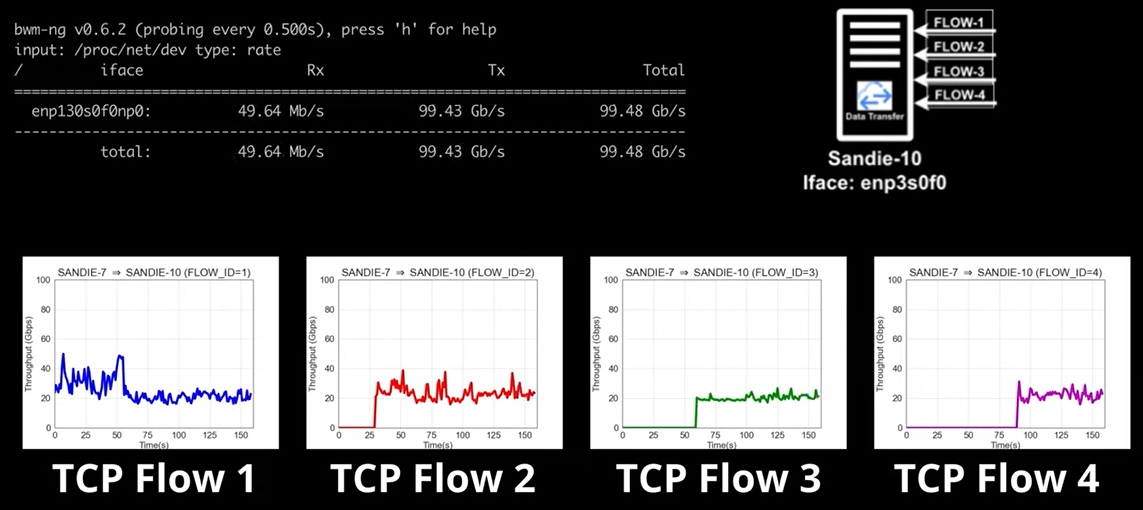 bwm-ng v0.6.2 (probing every 0.500s), press 'h' for help
input: /proc/net/dev type: rate
/ iface Rx Tx Total
==============================================================================
enp130s0f0np0: 49.64 Mb/s 99.43 Gb/s 99.48 Gb/s
------------------------------------------------------------------------------
total: 49.64 Mb/s 99.43 Gb/s 99.48 Gb/s
FLOW-1
FLOW-2
FLOW-3
FLOW-4
Data Transfer
Sandie-10
Iface: enp3s0f0
SANDIE-7 ⇒ SANDIE-10 (FLOW_ID=1)
Throughput (Gbps)
100
80
60
40
20
0
0 25 50 75 100 125 150
Time(s)
TCP Flow 1
SANDIE-7 ⇒ SANDIE-10 (FLOW_ID=2)
Throughput (Gbps)
100
80
60
40
20
0
0 25 50 75 100 125 150
Time(s)
TCP Flow 2
SANDIE-7 ⇒ SANDIE-10 (FLOW_ID=3)
Throughput (Gbps)
100
80
60
40
20
0
0 25 50 75 100 125 150
Time(s)
TCP Flow 3
SANDIE-7 ⇒ SANDIE-10 (FLOW_ID=4)
Throughput (Gbps)
100
80
60
40
20
0
0 25 50 75 100 125 150
Time(s)
TCP Flow 4